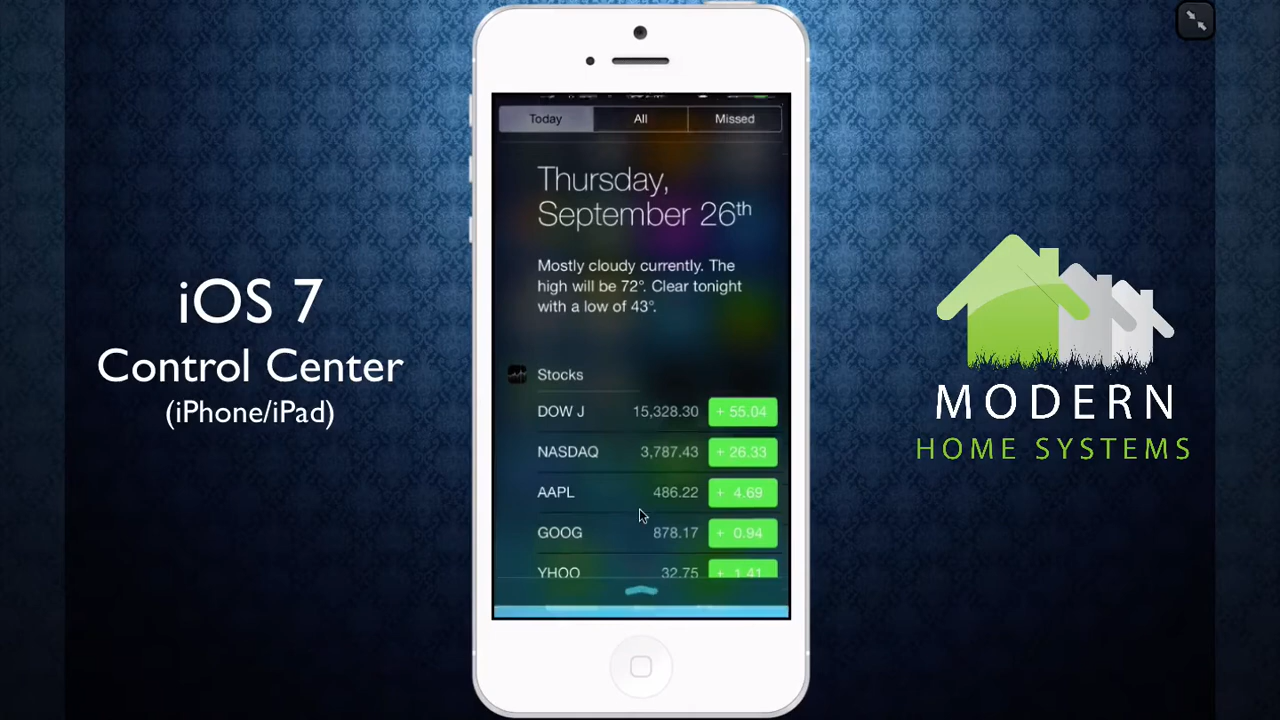 iOS 7
Control Center
(iPhone/iPad)
Today All Missed
Thursday,
September 26th
Mostly cloudy currently. The
high will be 72°. Clear tonight
with a low of 43°.
Stocks
DOW J 15,328.30 + 55.04
NASDAQ 3,787.43 + 26.33
AAPL 486.22 + 4.69
GOOG 878.17 + 0.94
YHOO 32.75 + 1.41
MODERN
HOME SYSTEMS